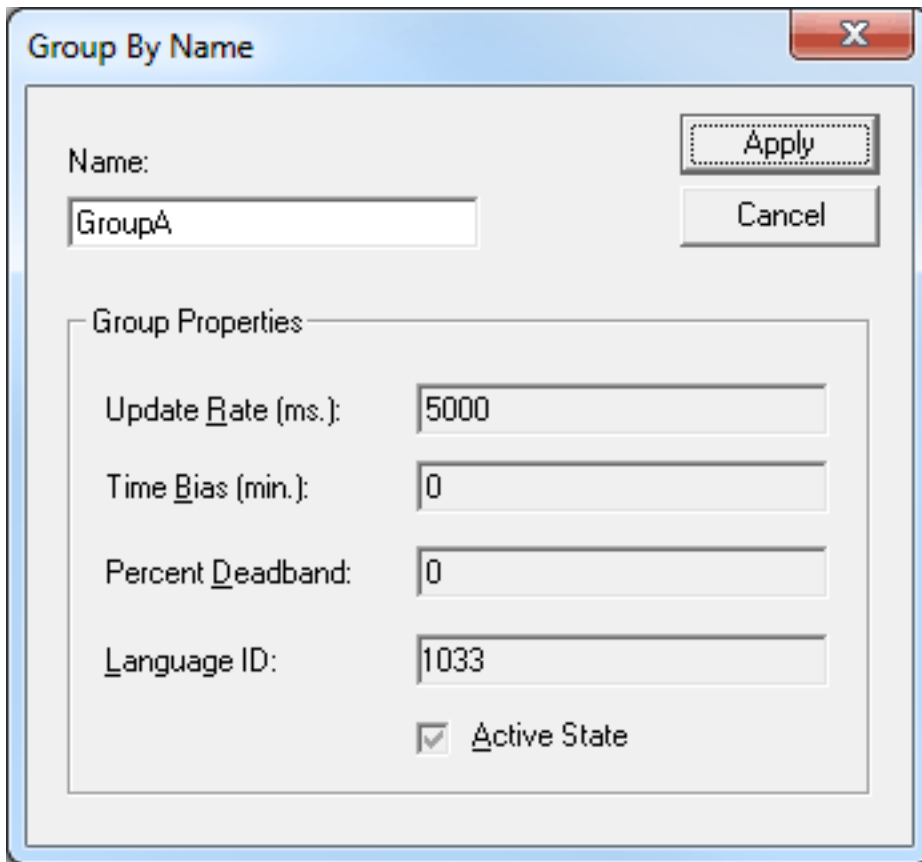 Group By Name
Name:
Apply
GroupA
Cancel
Group Properties
Update Rate (ms.): 5000
Time Bias (min.): 0
Percent Deadband: 0
Language ID: 1033
Active State